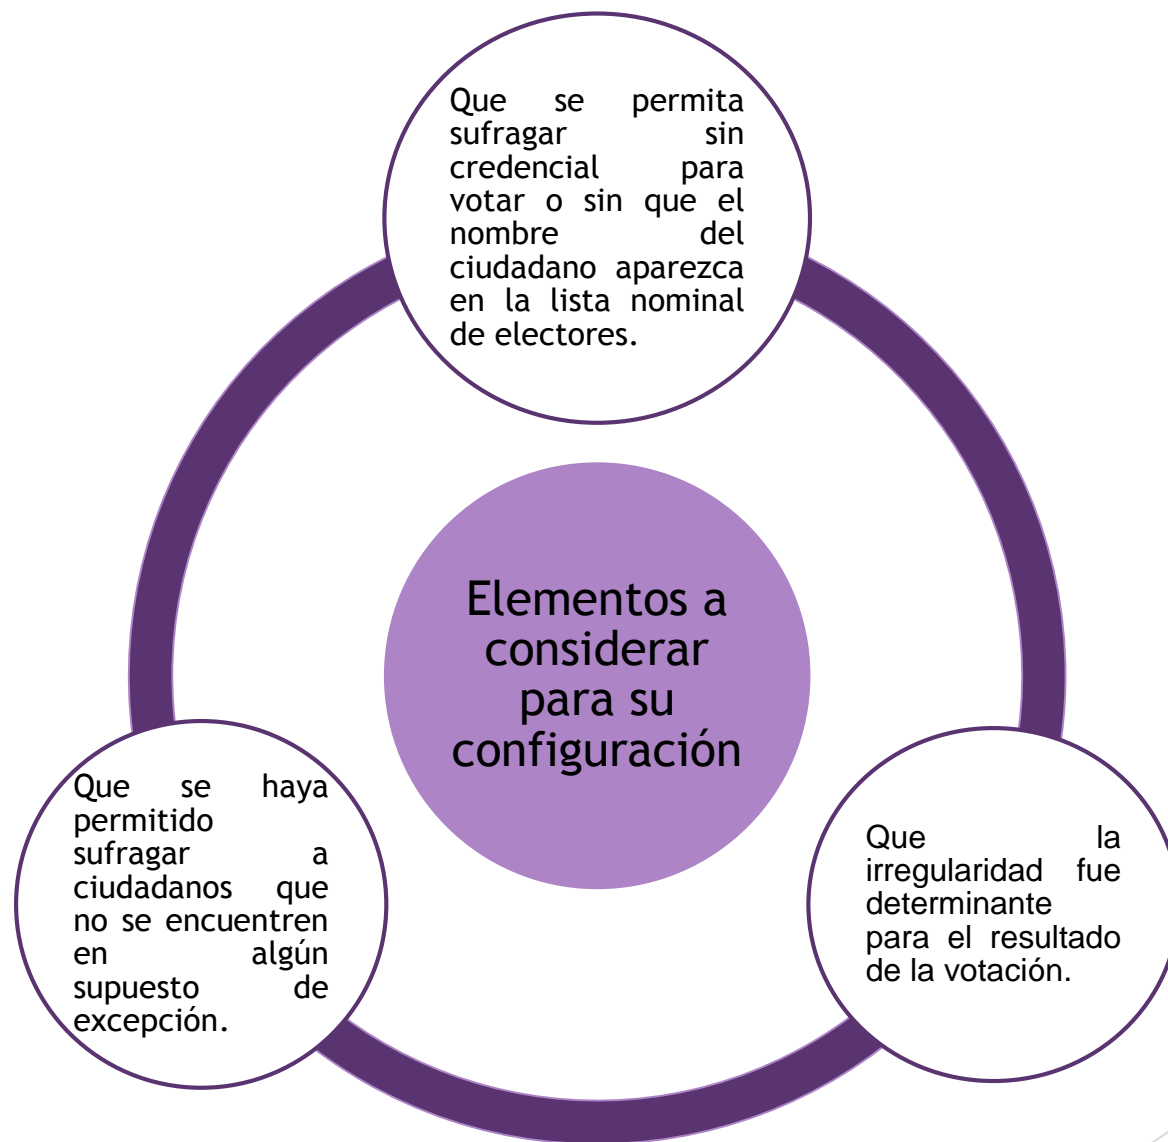 Que se permita
sufragar sin
credencial para
votar o sin que el
nombre del
ciudadano aparezca
en la lista nominal
de electores.
Elementos a
considerar
para su
configuración
Que se haya
permitido
sufragar a
ciudadanos que
no se encuentren
en algún
supuesto de
excepción.
Que la
irregularidad fue
determinante
para el resultado
de la votación.